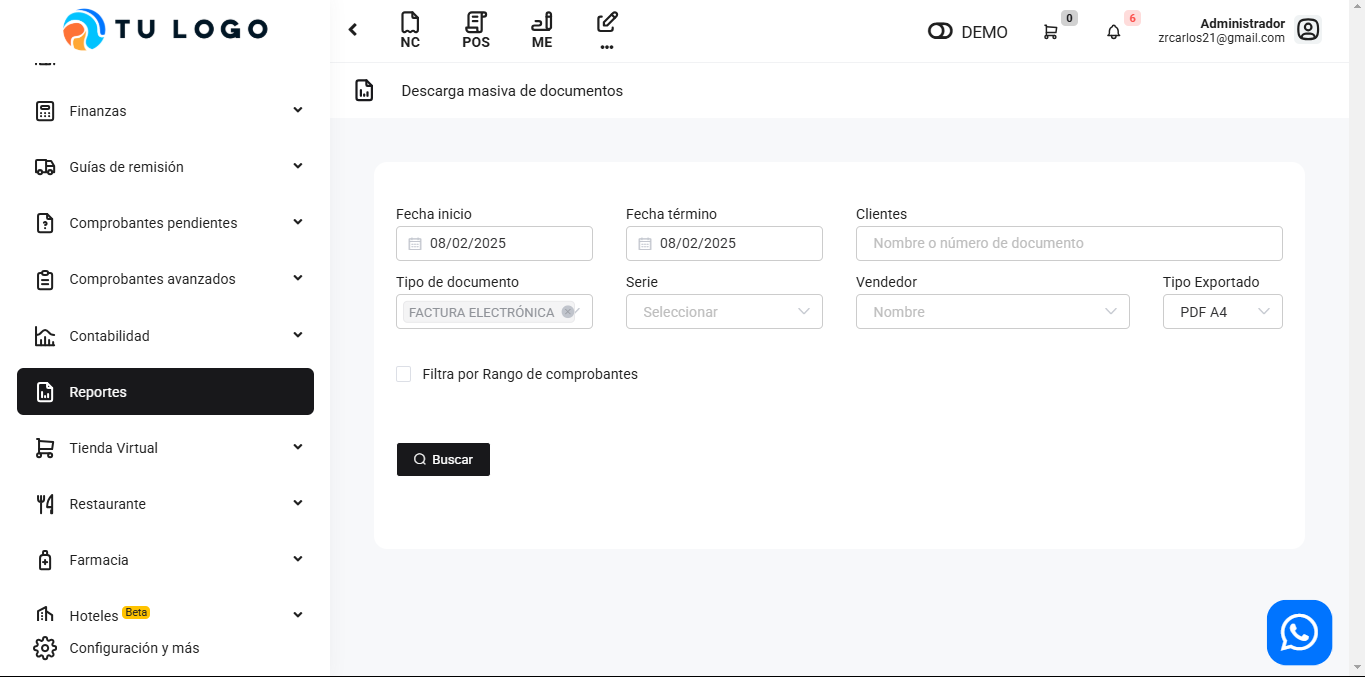 TU LOGO
NC
POS
ME
...
DEMO
0
6
Administrador
zrcarlos21@gmail.com
Descarga masiva de documentos
Finanzas
Guías de remisión
Comprobantes pendientes
Comprobantes avanzados
Contabilidad
Reportes
Tienda Virtual
Restaurante
Farmacia
Hoteles Beta
Configuración y más
Fecha inicio
08/02/2025
Fecha término
08/02/2025
Clientes
Nombre o número de documento
Tipo de documento
FACTURA ELECTRÓNICA
Serie
Seleccionar
Vendedor
Nombre
Tipo Exportado
PDF A4
Filtra por Rango de comprobantes
Buscar